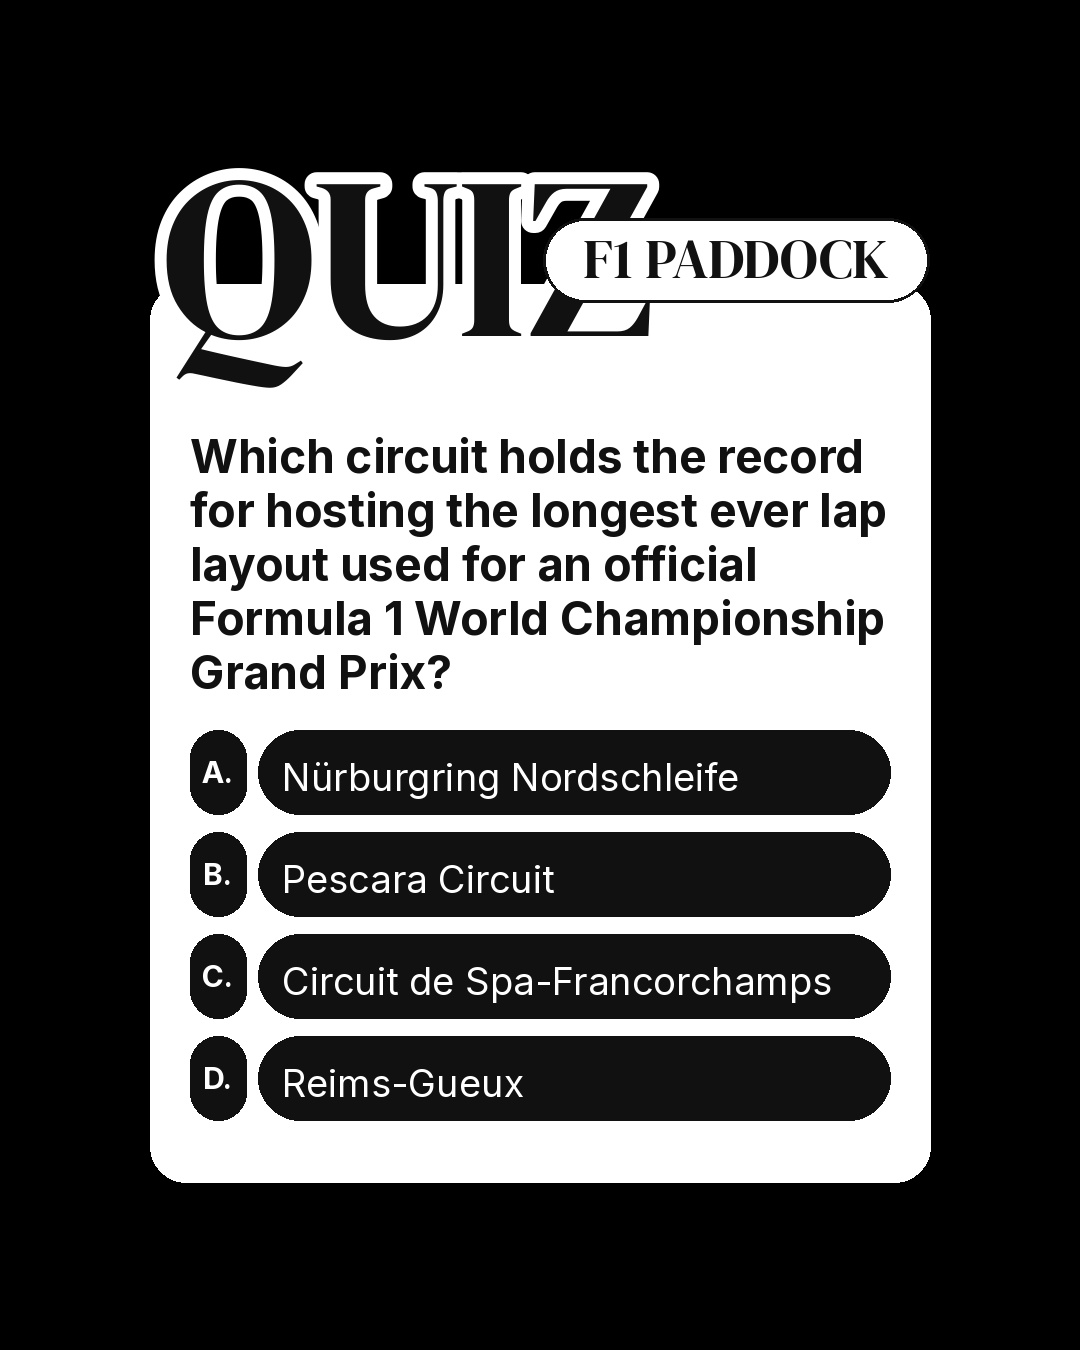 QUIZ
F1 PADDOCK
Which circuit holds the record
for hosting the longest ever lap
layout used for an official
Formula 1 World Championship
Grand Prix?
A. Nürburgring Nordschleife
B. Pescara Circuit
C. Circuit de Spa-Francorchamps
D. Reims-Gueux